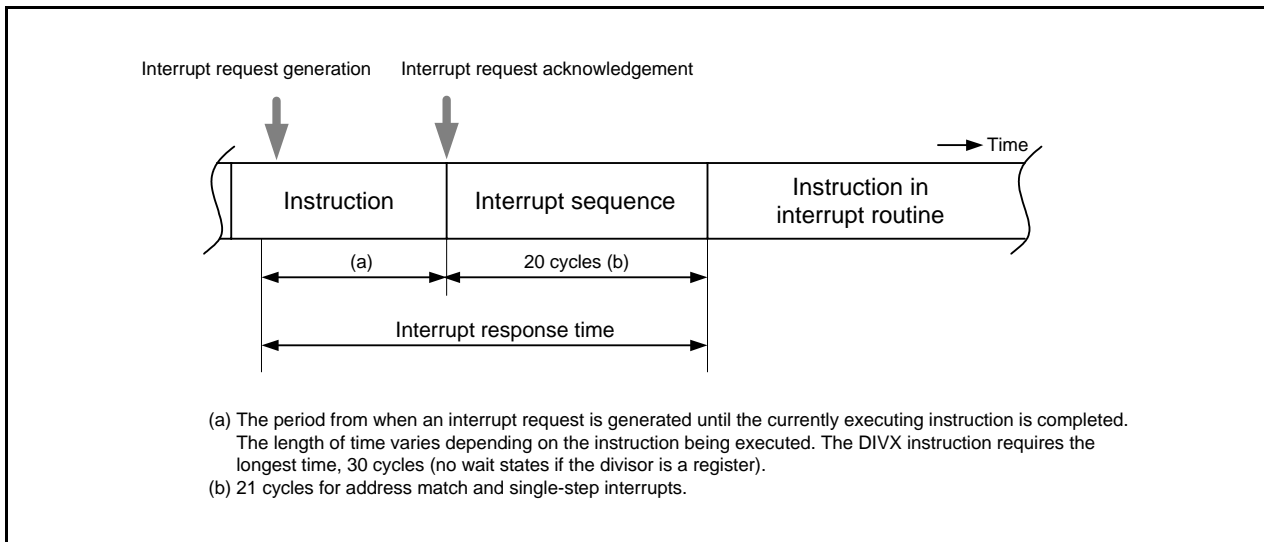 Interrupt request generation
Interrupt request acknowledgement
Time
Instruction
Interrupt sequence
Instruction in
interrupt routine
(a)
20 cycles (b)
Interrupt response time
(a) The period from when an interrupt request is generated until the currently executing instruction is completed.
The length of time varies depending on the instruction being executed. The DIVX instruction requires the
longest time, 30 cycles (no wait states if the divisor is a register).
(b) 21 cycles for address match and single-step interrupts.